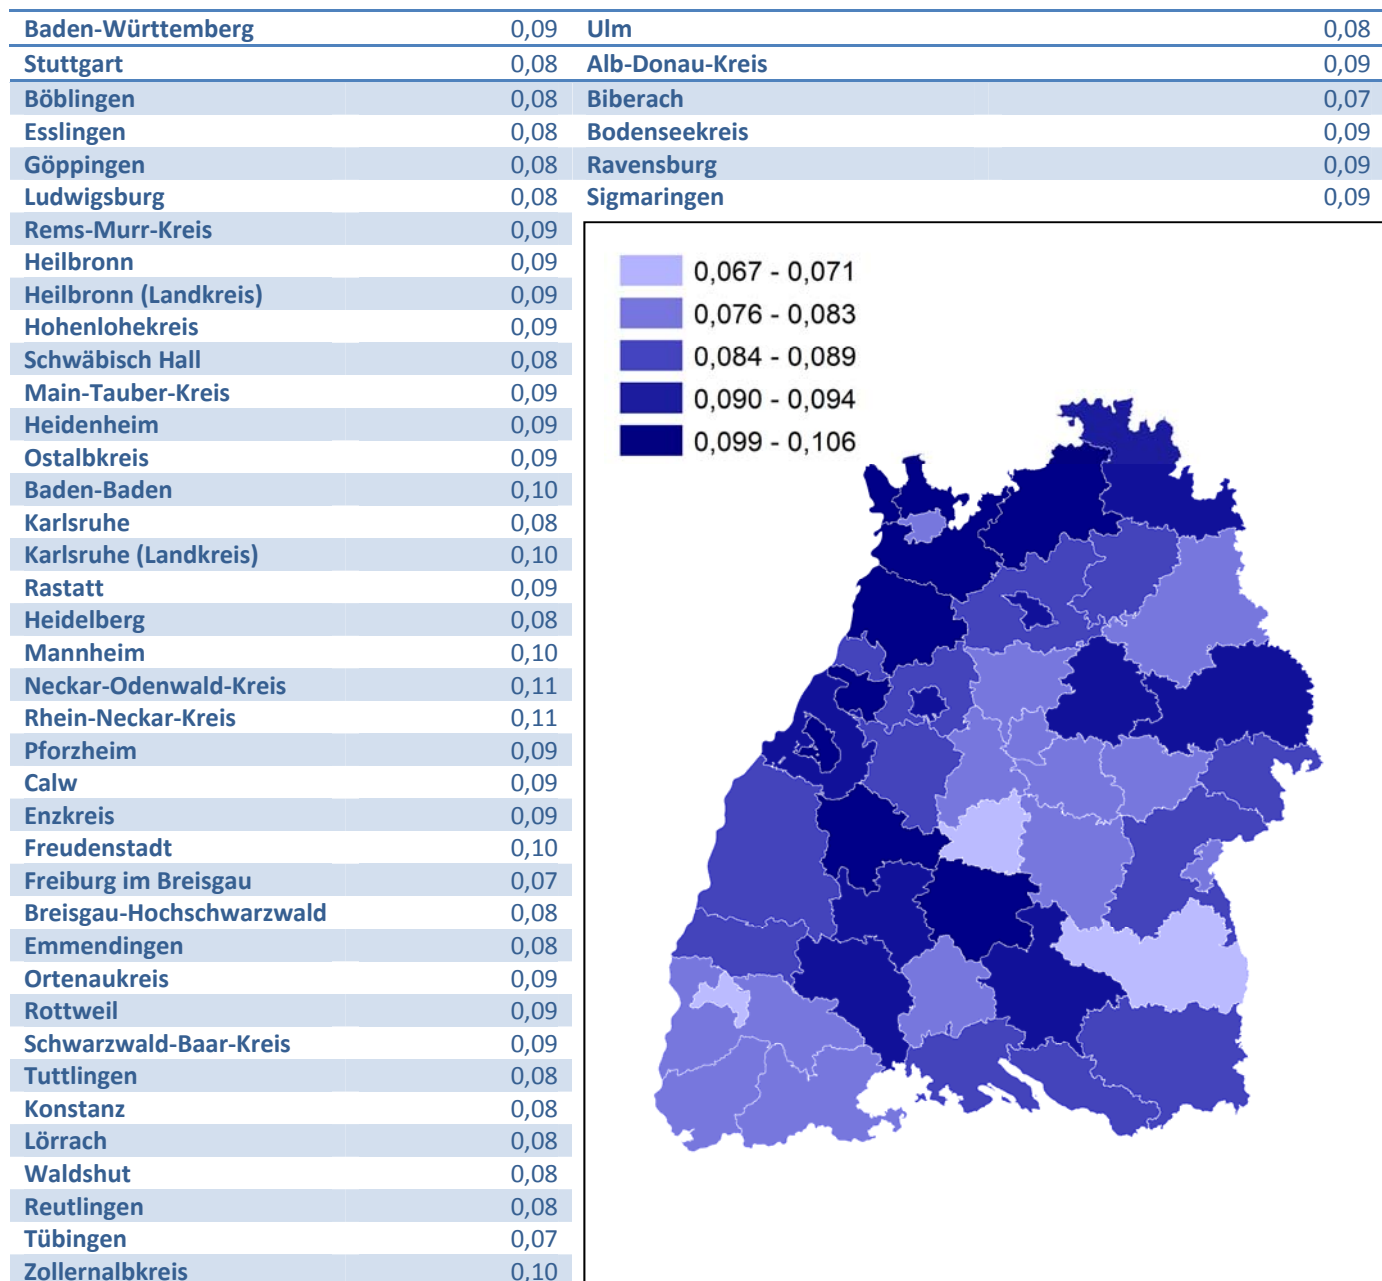 Baden-Württemberg 0,09
Stuttgart 0,08
Böblingen 0,08
Esslingen 0,08
Göppingen 0,08
Ludwigsburg 0,08
Rems-Murr-Kreis 0,09
Heilbronn 0,09
Heilbronn (Landkreis) 0,09
Hohenlohekreis 0,09
Schwäbisch Hall 0,08
Main-Tauber-Kreis 0,09
Heidenheim 0,09
Ostalbkreis 0,09
Baden-Baden 0,10
Karlsruhe 0,08
Karlsruhe (Landkreis) 0,10
Rastatt 0,09
Heidelberg 0,08
Mannheim 0,10
Neckar-Odenwald-Kreis 0,11
Rhein-Neckar-Kreis 0,11
Pforzheim 0,09
Calw 0,09
Enzkreis 0,09
Freudenstadt 0,10
Freiburg im Breisgau 0,07
Breisgau-Hochschwarzwald 0,08
Emmendingen 0,08
Ortenaukreis 0,09
Rottweil 0,09
Schwarzwald-Baar-Kreis 0,09
Tuttlingen 0,08
Konstanz 0,08
Lörrach 0,08
Waldshut 0,08
Reutlingen 0,08
Tübingen 0,07
Zollernalbkreis 0,10
Ulm 0,08
Alb-Donau-Kreis 0,09
Biberach 0,07
Bodenseekreis 0,09
Ravensburg 0,09
Sigmaringen 0,09
0,067 - 0,071
0,076 - 0,083
0,084 - 0,089
0,090 - 0,094
0,099 - 0,106